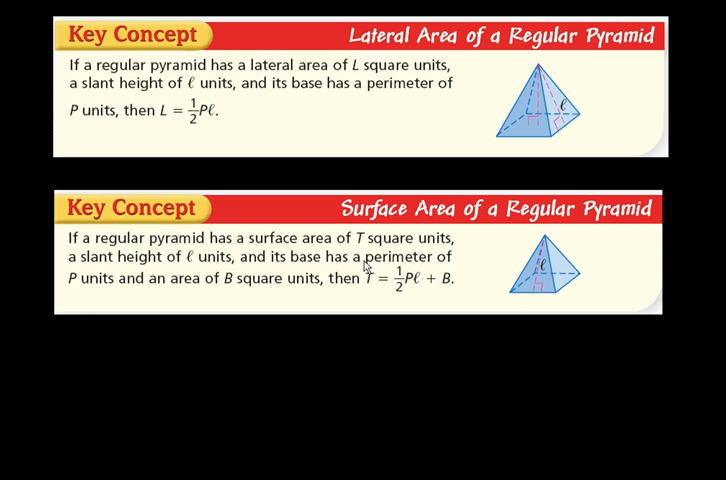 Key Concept Lateral Area of a Regular Pyramid
If a regular pyramid has a lateral area of L square units,
a slant height of ℓ units, and its base has a perimeter of
P units, then L = 1/2Pℓ.
ℓ
Key Concept Surface Area of a Regular Pyramid
If a regular pyramid has a surface area of T square units,
a slant height of ℓ units, and its base has a perimeter of
P units and an area of B square units, then T = 1/2Pℓ + B.
ℓ